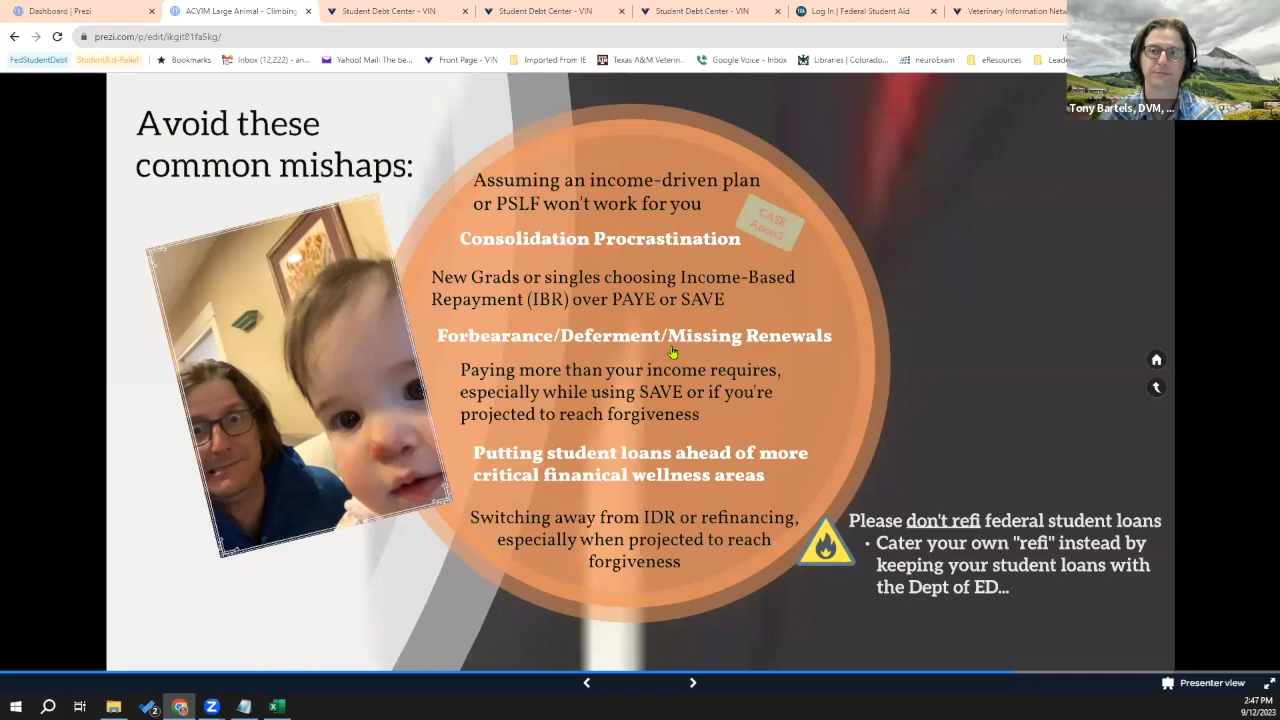 Dashboard | Prezi
ACVIM Large Animal - Climbing
Student Debt Center - VIN
Student Debt Center - VIN
Student Debt Center - VIN
Log In | Federal Student Aid
Veterinary Information Netw
prezi.com/p/edit/ikgit81fa5kg/
FedStudentDebt
StudentAid-Relief
Bookmarks
Inbox (12,222) - an...
Yahoo! Mail: The be...
Front Page - VIN
Imported From IE
Texas A&M Veterin...
Google Voice - Inbox
Libraries | Colorado...
neuroExam
eResources
Leade
Tony Bartels, DVM, ...
Avoid these
common mishaps:
Assuming an income-driven plan
or PSLF won't work for you
CASE
Anon3
Consolidation Procrastination
New Grads or singles choosing Income-Based
Repayment (IBR) over PAYE or SAVE
Forbearance/Deferment/Missing Renewals
Paying more than your income requires,
especially while using SAVE or if you're
projected to reach forgiveness
Putting student loans ahead of more
critical finanical wellness areas
Switching away from IDR or refinancing,
especially when projected to reach
forgiveness
Please don't refi federal student loans
· Cater your own "refi" instead by
keeping your student loans with
the Dept of ED...
Presenter view
2:47 PM
9/12/2023